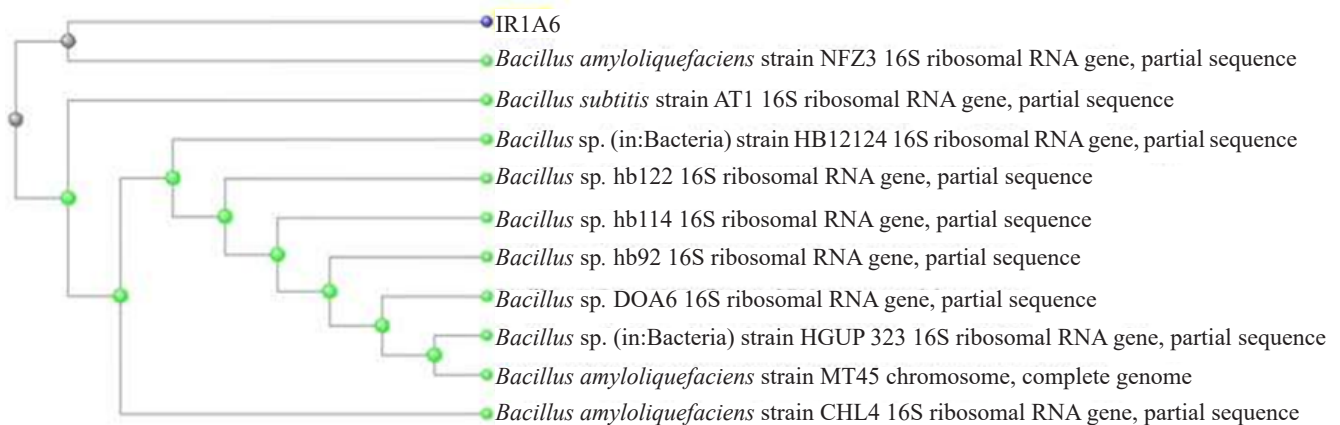 IR1A6
Bacillus amyloliquefaciens strain NFZ3 16S ribosomal RNA gene, partial sequence
Bacillus subtitis strain AT1 16S ribosomal RNA gene, partial sequence
Bacillus sp. (in:Bacteria) strain HB12124 16S ribosomal RNA gene, partial sequence
Bacillus sp. hb122 16S ribosomal RNA gene, partial sequence
Bacillus sp. hb114 16S ribosomal RNA gene, partial sequence
Bacillus sp. hb92 16S ribosomal RNA gene, partial sequence
Bacillus sp. DOA6 16S ribosomal RNA gene, partial sequence
Bacillus sp. (in:Bacteria) strain HGUP 323 16S ribosomal RNA gene, partial sequence
Bacillus amyloliquefaciens strain MT45 chromosome, complete genome
Bacillus amyloliquefaciens strain CHL4 16S ribosomal RNA gene, partial sequence